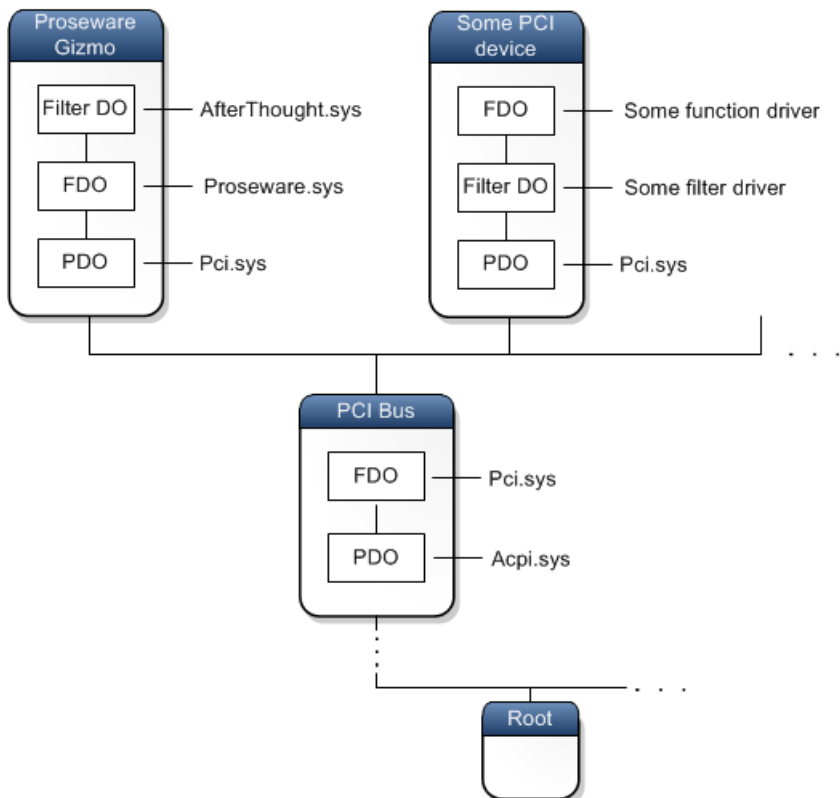 Proseware
Gizmo
Filter DO
AfterThought.sys
FDO
Proseware.sys
PDO
Pci.sys
Some PCI
device
FDO
Some function driver
Filter DO
Some filter driver
PDO
Pci.sys
. . .
PCI Bus
FDO
Pci.sys
PDO
Acpi.sys
. . .
Root